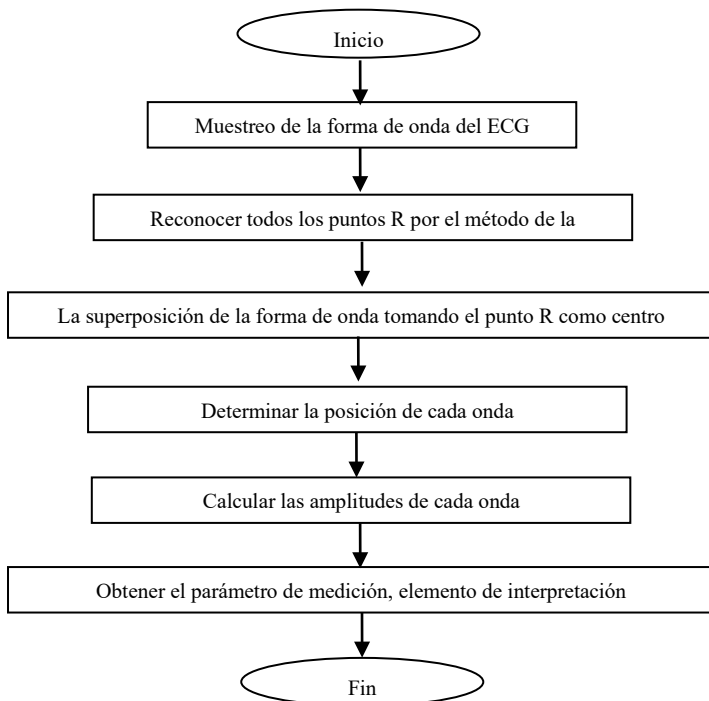 Inicio
Muestreo de la forma de onda del ECG
Reconocer todos los puntos R por el método de la
La superposición de la forma de onda tomando el punto R como centro
Determinar la posición de cada onda
Calcular las amplitudes de cada onda
Obtener el parámetro de medición, elemento de interpretación
Fin